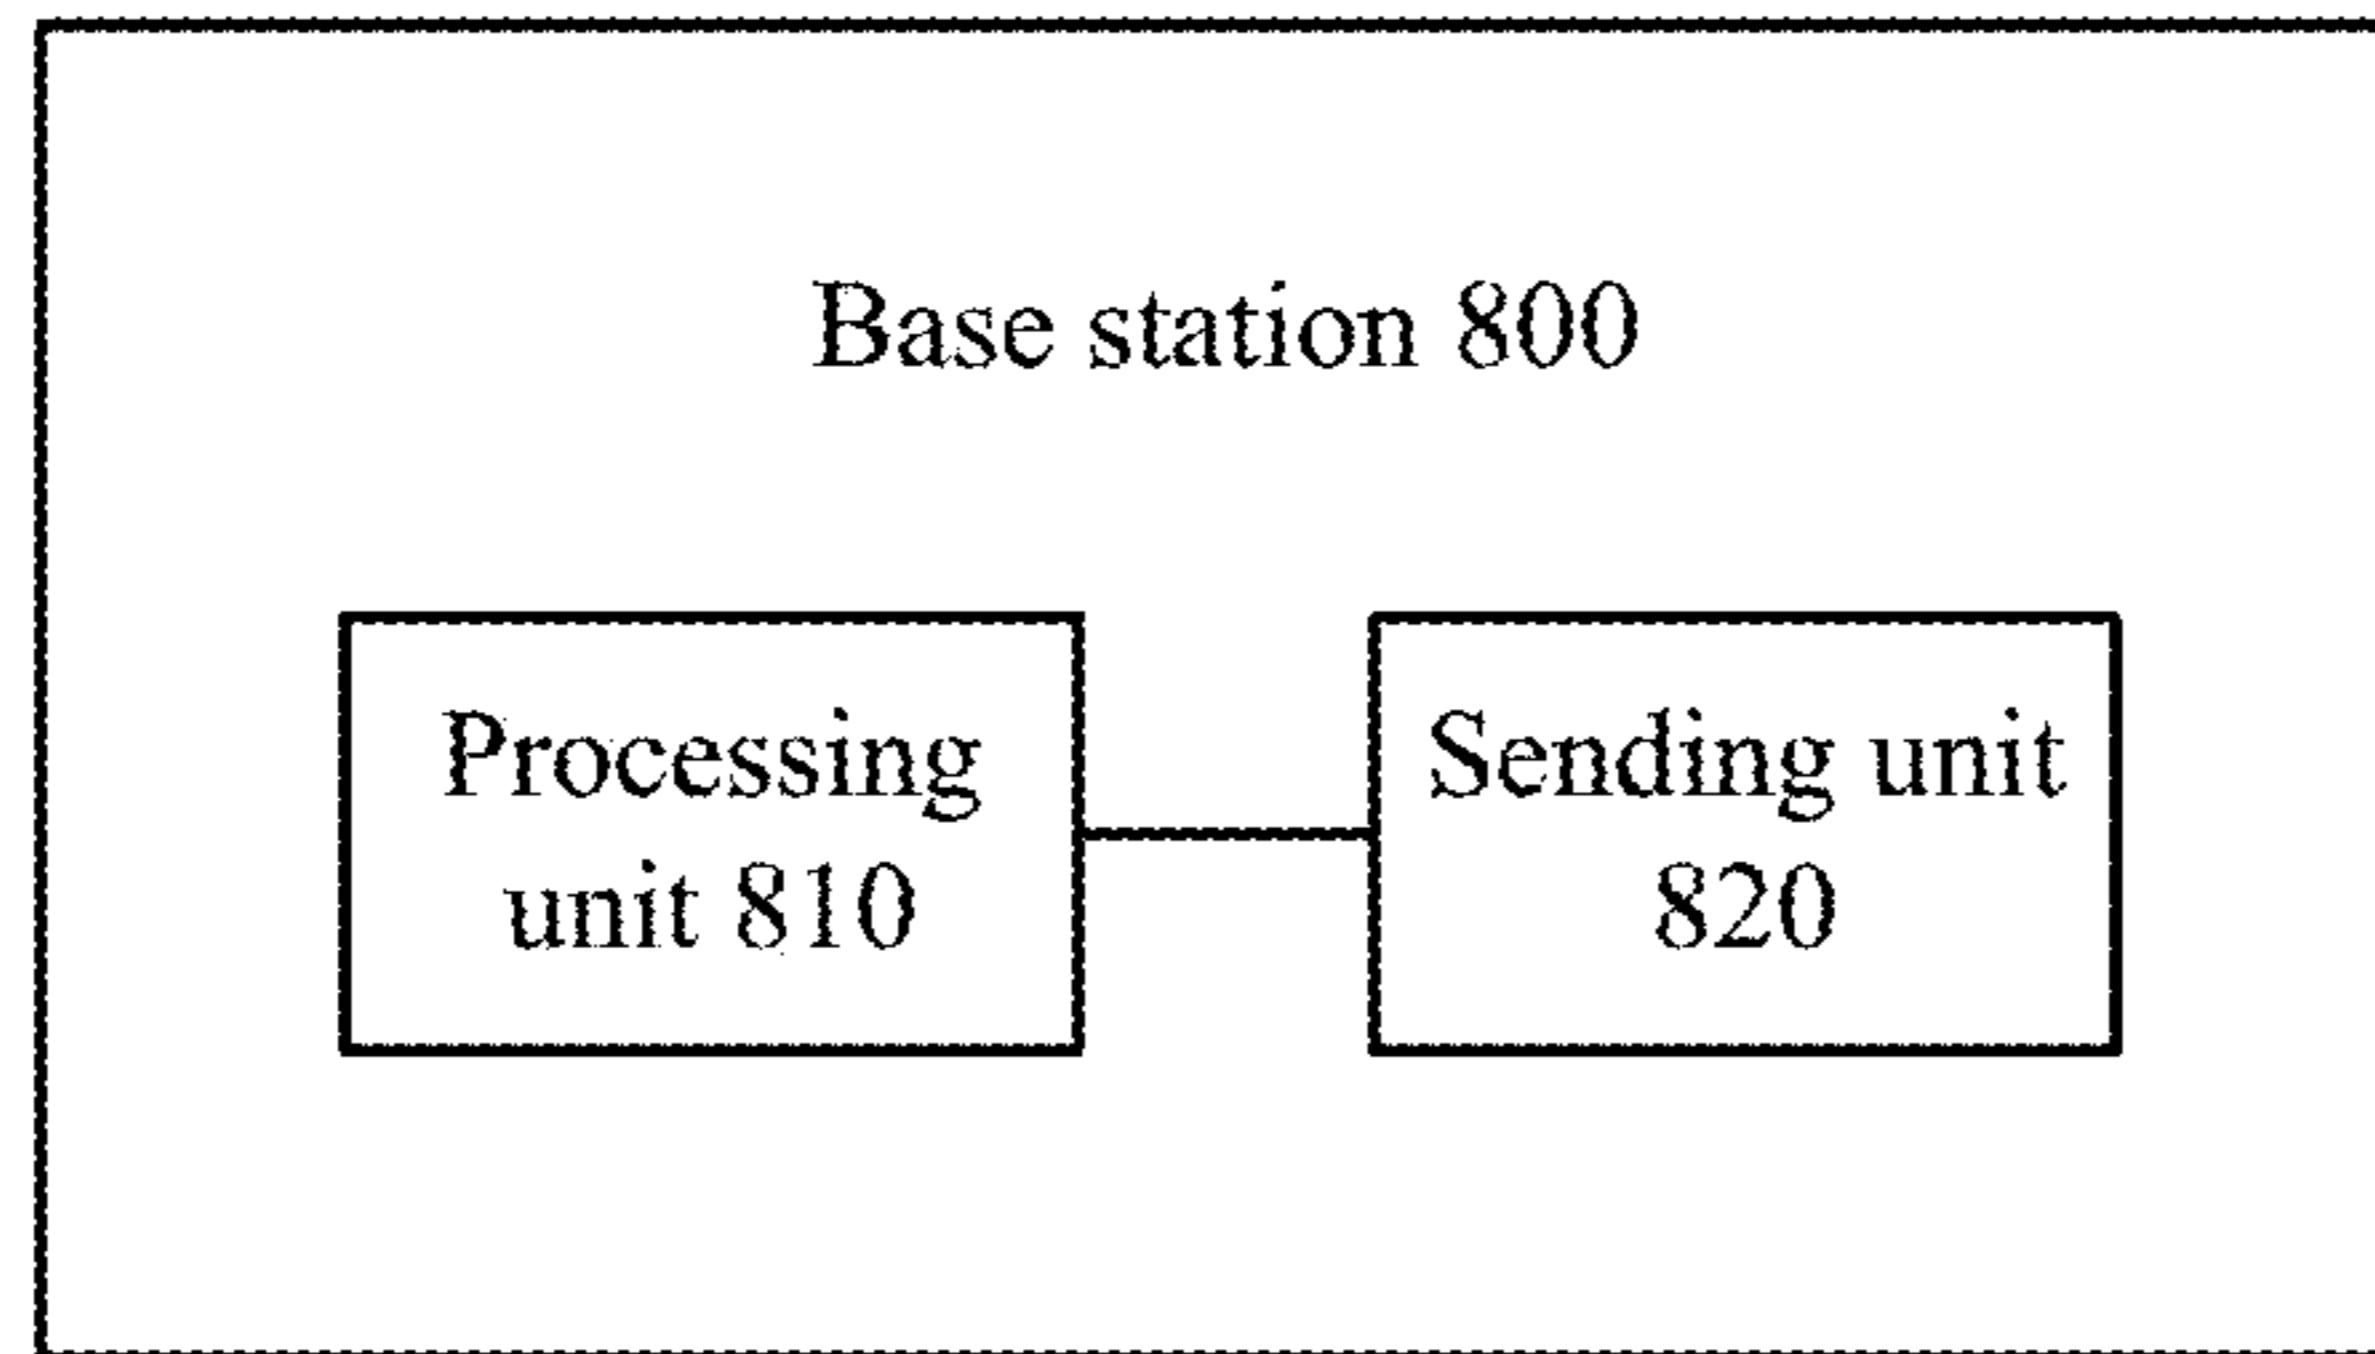 Base station 800
Processing
unit 810
Sending unit
820